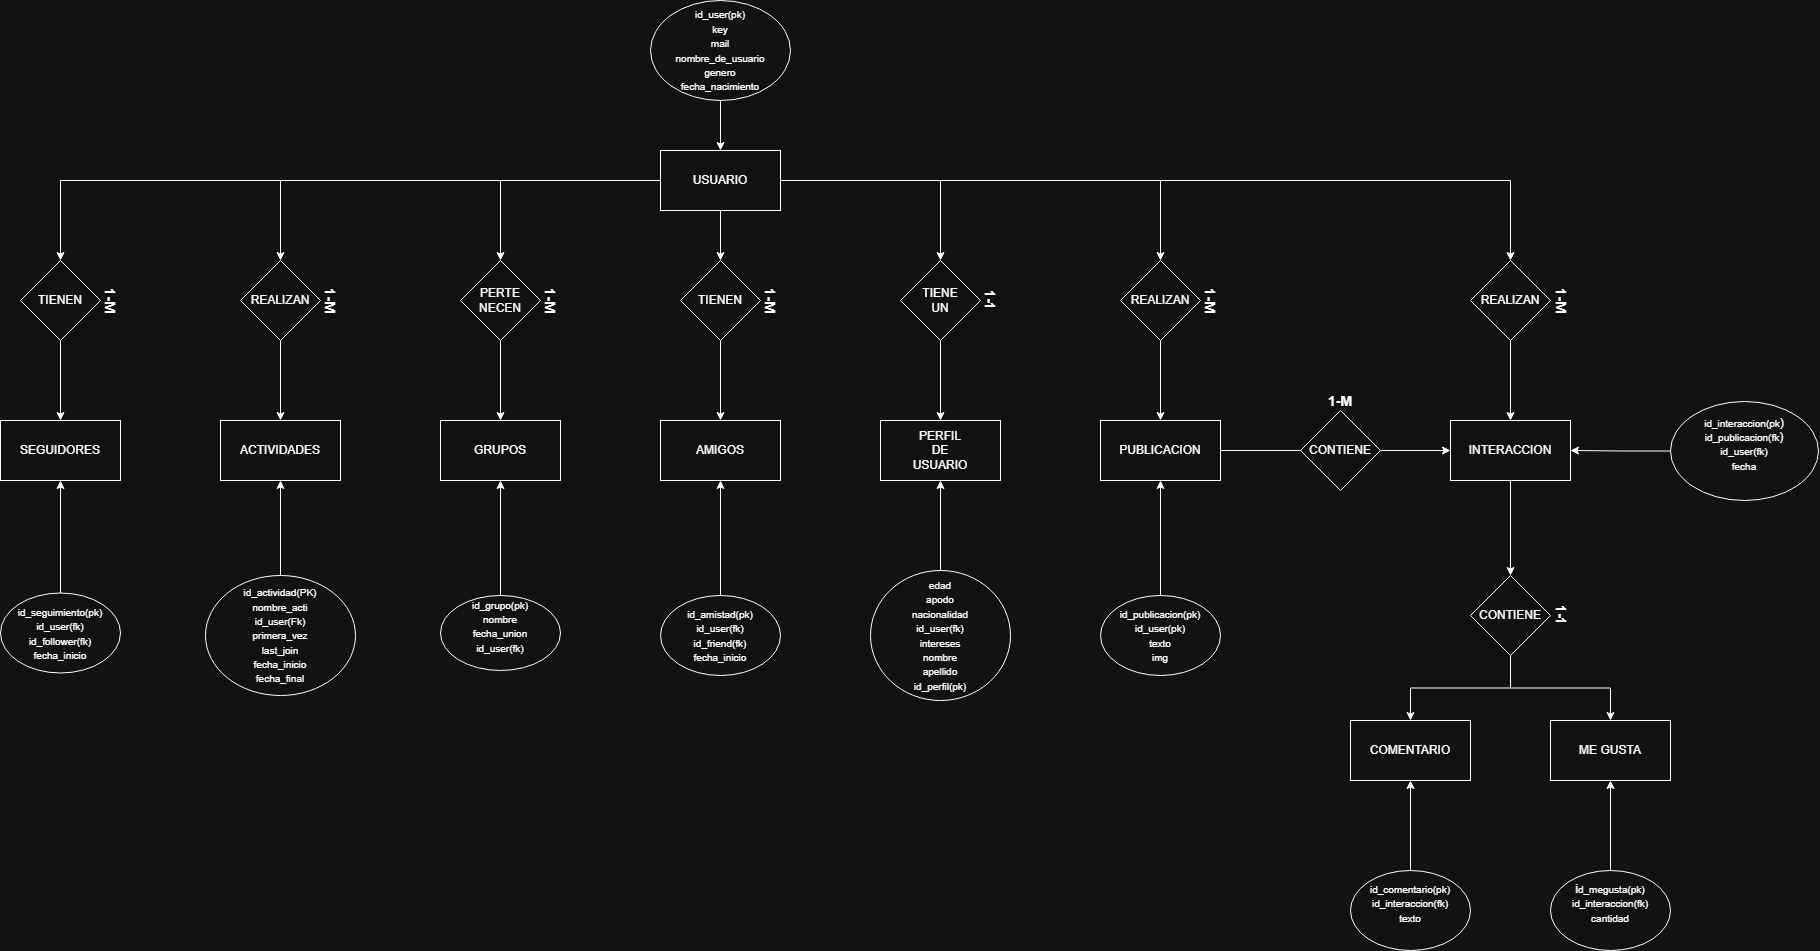 id_user(pk)
key
mail
nombre_de_usuario
genero
fecha_nacimiento
USUARIO
TIENEN
1-M
REALIZAN
1-M
PERTE
NECEN
1-M
TIENEN
1-M
TIENE
UN
1-1
REALIZAN
1-M
REALIZAN
1-M
SEGUIDORES
ACTIVIDADES
GRUPOS
AMIGOS
PERFIL
DE
USUARIO
PUBLICACION
1-M
CONTIENE
INTERACCION
id_interaccion(pk)
id_publicacion(fk)
id_user(fk)
fecha
id_seguimiento(pk)
id_user(fk)
id_follower(fk)
fecha_inicio
id_actividad(PK)
nombre_acti
id_user(Fk)
primera_vez
last_join
fecha_inicio
fecha_final
id_grupo(pk)
nombre
fecha_union
id_user(fk)
id_amistad(pk)
id_user(fk)
id_friend(fk)
fecha_inicio
edad
apodo
nacionalidad
id_user(fk)
intereses
nombre
apellido
id_perfil(pk)
id_publicacion(pk)
id_user(pk)
texto
img
CONTIENE
1-1
COMENTARIO
ME GUSTA
id_comentario(pk)
id_interaccion(fk)
texto
İd_megusta(pk)
id_interaccion(fk)
cantidad